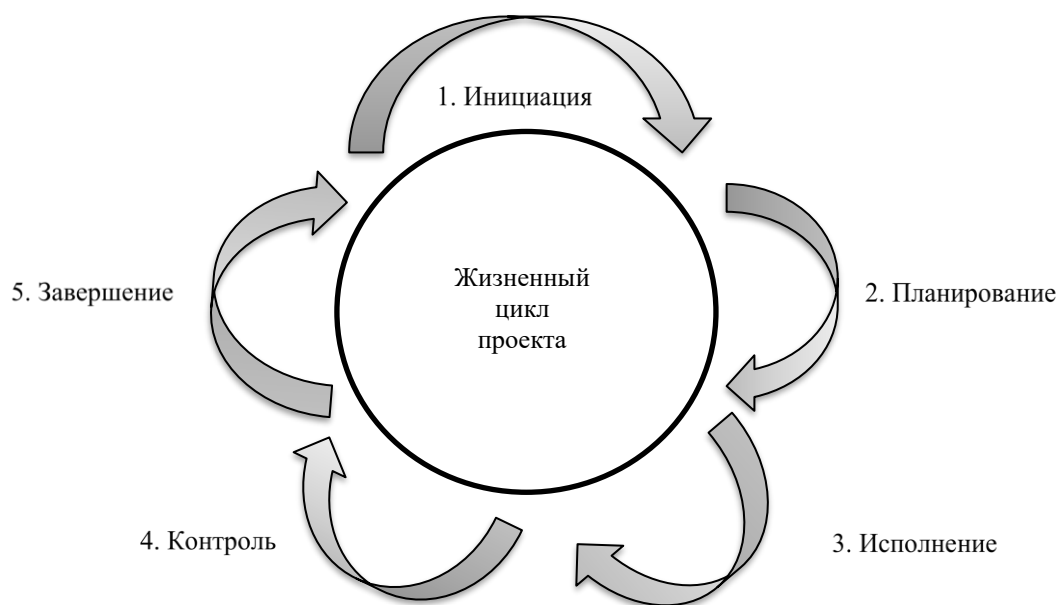 1. Инициация
Жизненный
цикл
проекта
2. Планирование
3. Исполнение
4. Контроль
5. Завершение